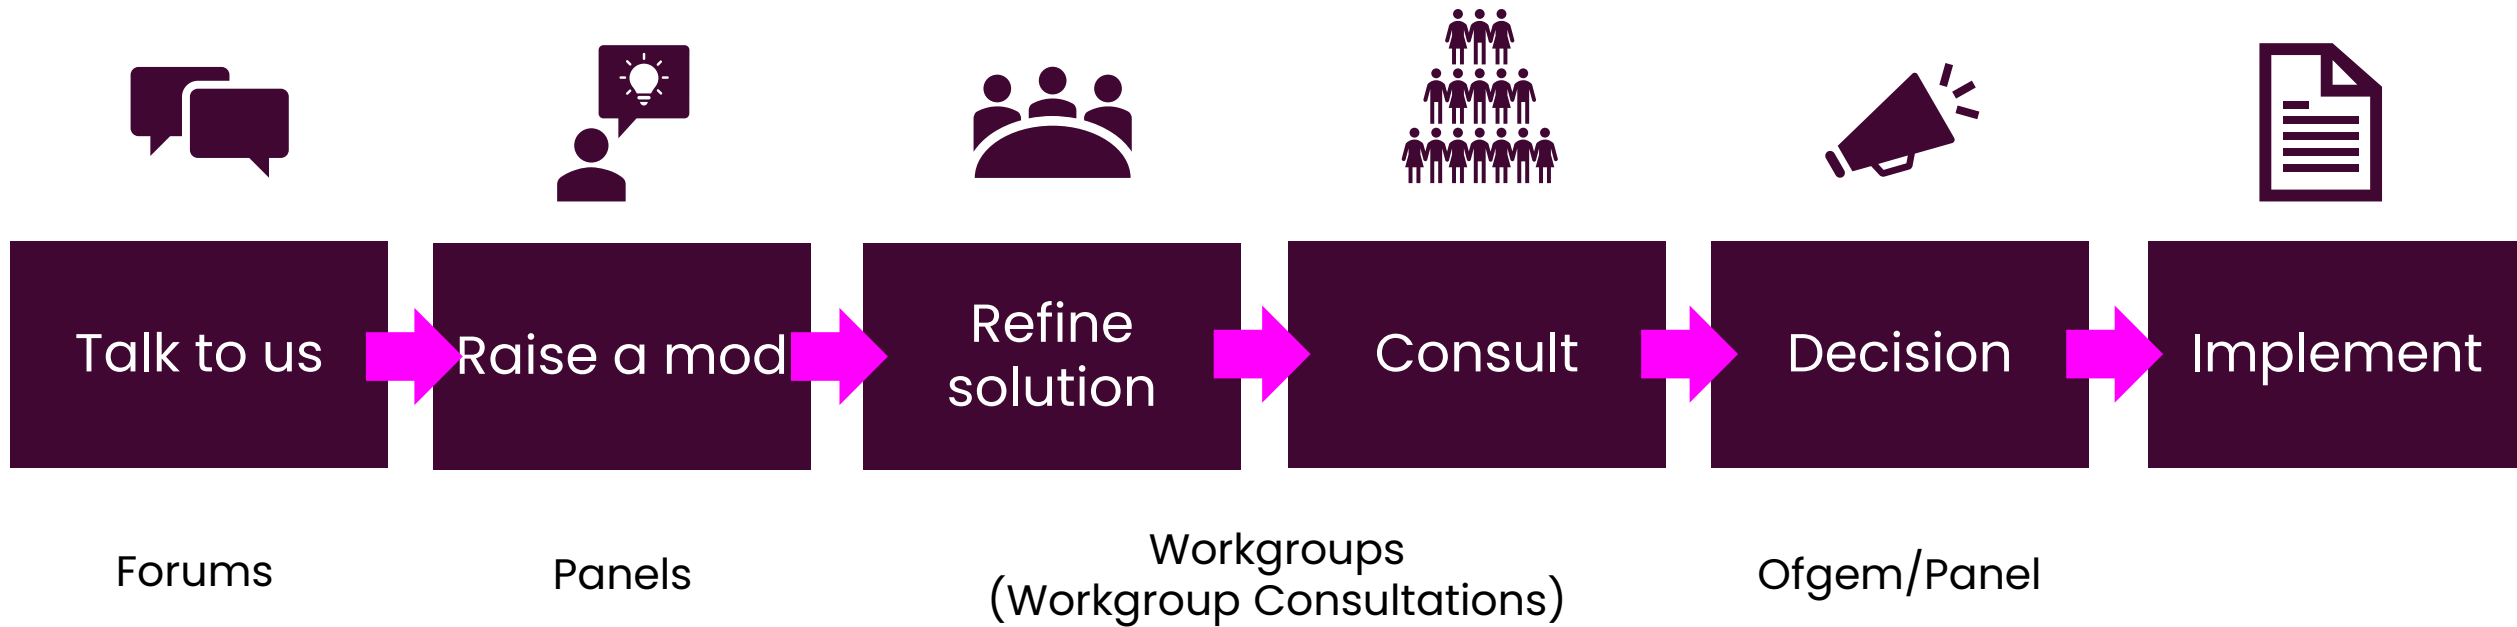 Talk to us
Raise a mod
Refine
solution
Consult
Decision
Implement
Forums
Panels
Workgroups
(Workgroup Consultations)
Ofgem/Panel